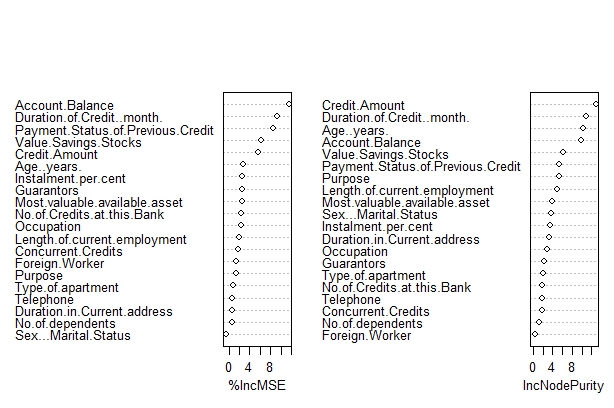 Account.Balance
Duration.of.Credit..month.
Payment.Status.of.Previous.Credit
Value.Savings.Stocks
Credit.Amount
Age..years.
Instalment.per.cent
Guarantors
Most.valuable.available.asset
No.of.Credits.at.this.Bank
Occupation
Length.of.current.employment
Concurrent.Credits
Foreign.Worker
Purpose
Type.of.apartment
Telephone
Duration.in.Current.address
No.of.dependents
Sex...Marital.Status
0 4 8
%IncMSE
Credit.Amount
Duration.of.Credit..month.
Age..years.
Account.Balance
Value.Savings.Stocks
Payment.Status.of.Previous.Credit
Purpose
Length.of.current.employment
Most.valuable.available.asset
Sex...Marital.Status
Instalment.per.cent
Duration.in.Current.address
Occupation
Guarantors
Type.of.apartment
No.of.Credits.at.this.Bank
Telephone
Concurrent.Credits
No.of.dependents
Foreign.Worker
0 4 8
IncNodePurity